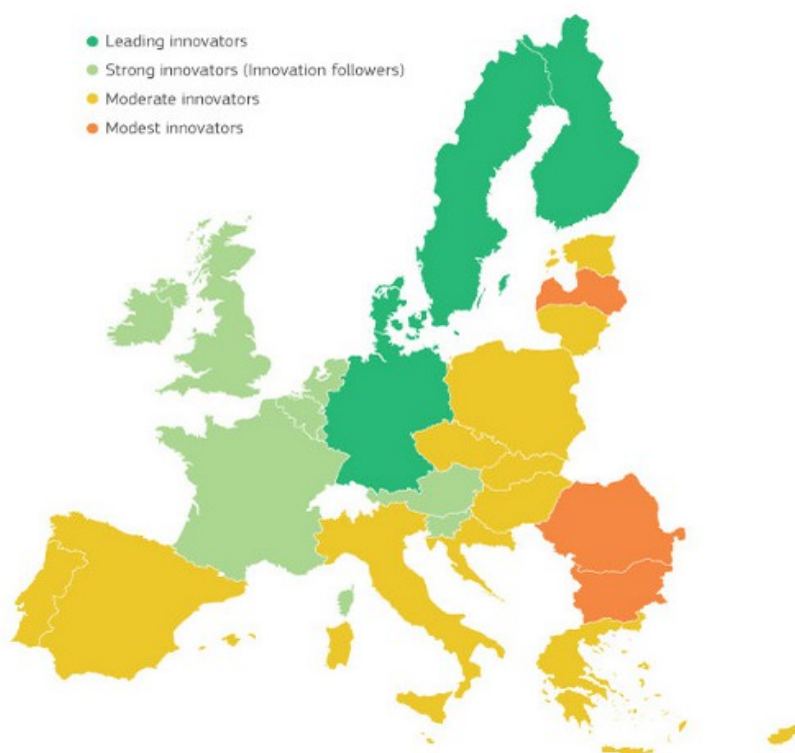 Leading innovators
Strong innovators (Innovation followers)
Moderate innovators
Modest innovators